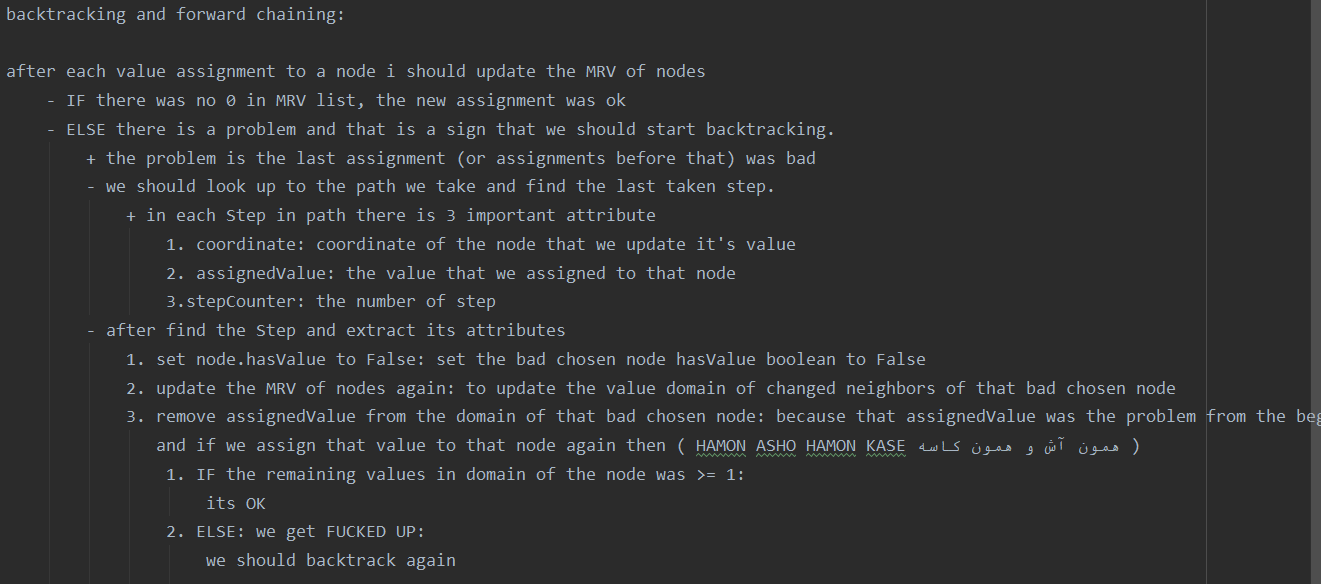 backtracking and forward chaining:
after each value assignment to a node i should update the MRV of nodes
- IF there was no 0 in MRV list, the new assignment was ok
- ELSE there is a problem and that is a sign that we should start backtracking.
+ the problem is the last assignment (or assignments before that) was bad
- we should look up to the path we take and find the last taken step.
+ in each Step in path there is 3 important attribute
1. coordinate: coordinate of the node that we update it's value
2. assignedValue: the value that we assigned to that node
3.stepCounter: the number of step
- after find the Step and extract its attributes
1. set node.hasValue to False: set the bad chosen node hasValue boolean to False
2. update the MRV of nodes again: to update the value domain of changed neighbors of that bad chosen node
3. remove assignedValue from the domain of that bad chosen node: because that assignedValue was the problem from the
and if we assign that value to that node again then ( HAMON ASHO HAMON KASE همون آش و همون کاسه )
1. IF the remaining values in domain of the node was >= 1:
its OK
2. ELSE: we get FUCKED UP:
we should backtrack again